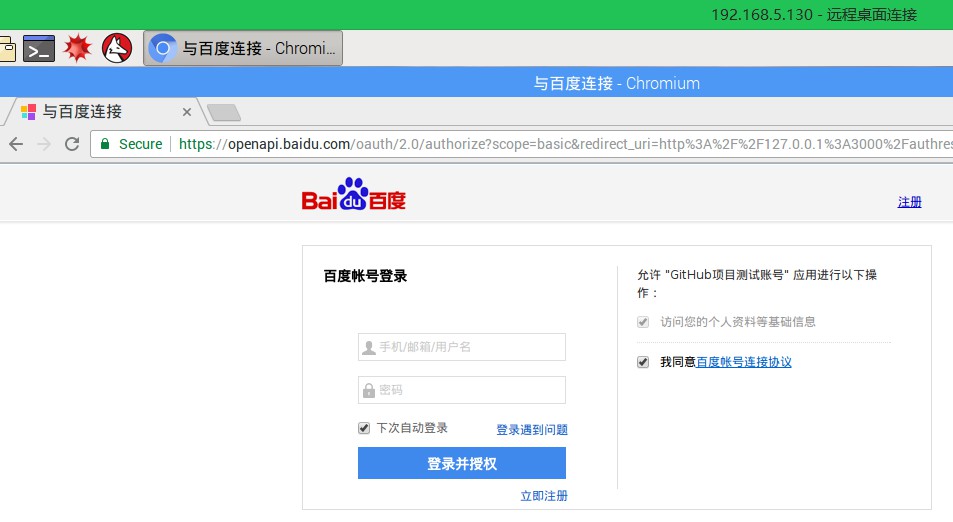 192.168.5.130 - 远程桌面连接
与百度连接 - Chromi...
与百度连接 - Chromium
与百度连接
Secure https://openapi.baidu.com/oauth/2.0/authorize?scope=basic&redirect_uri=http%3A%2F%2F127.0.0.1%3A3000%2Fauthres
Bai du 百度
注册
百度帐号登录
手机/邮箱/用户名
密码
下次自动登录 登录遇到问题
登录并授权
立即注册
允许 "GitHub项目测试账号" 应用进行以下操
作：
访问您的个人资料等基础信息
我同意百度帐号连接协议